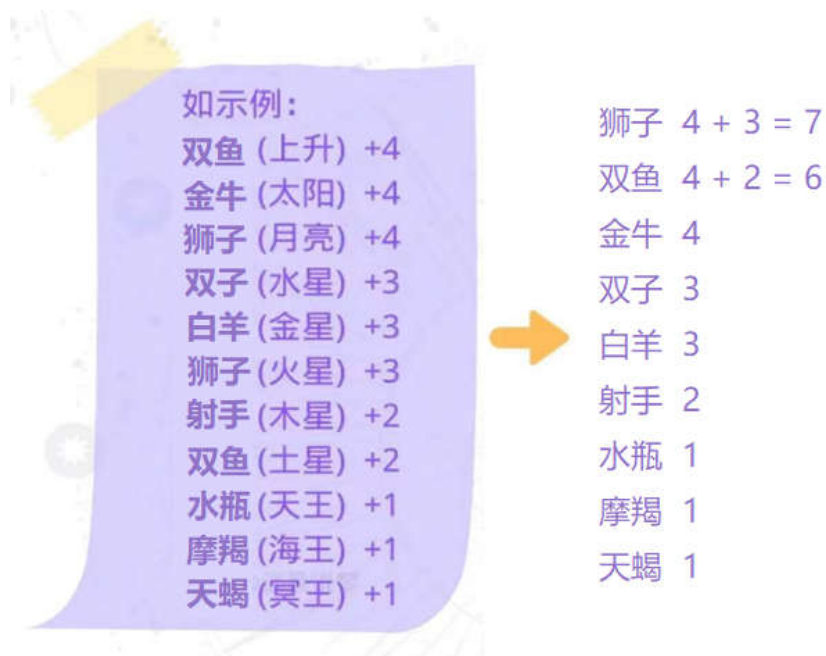 如示例：
双鱼 (上升) +4
金牛 (太阳) +4
狮子 (月亮) +4
双子 (水星) +3
白羊 (金星) +3
狮子 (火星) +3
射手 (木星) +2
双鱼 (土星) +2
水瓶 (天王) +1
摩羯 (海王) +1
天蝎 (冥王) +1
狮子 4 + 3 = 7
双鱼 4 + 2 = 6
金牛 4
双子 3
白羊 3
射手 2
水瓶 1
摩羯 1
天蝎 1